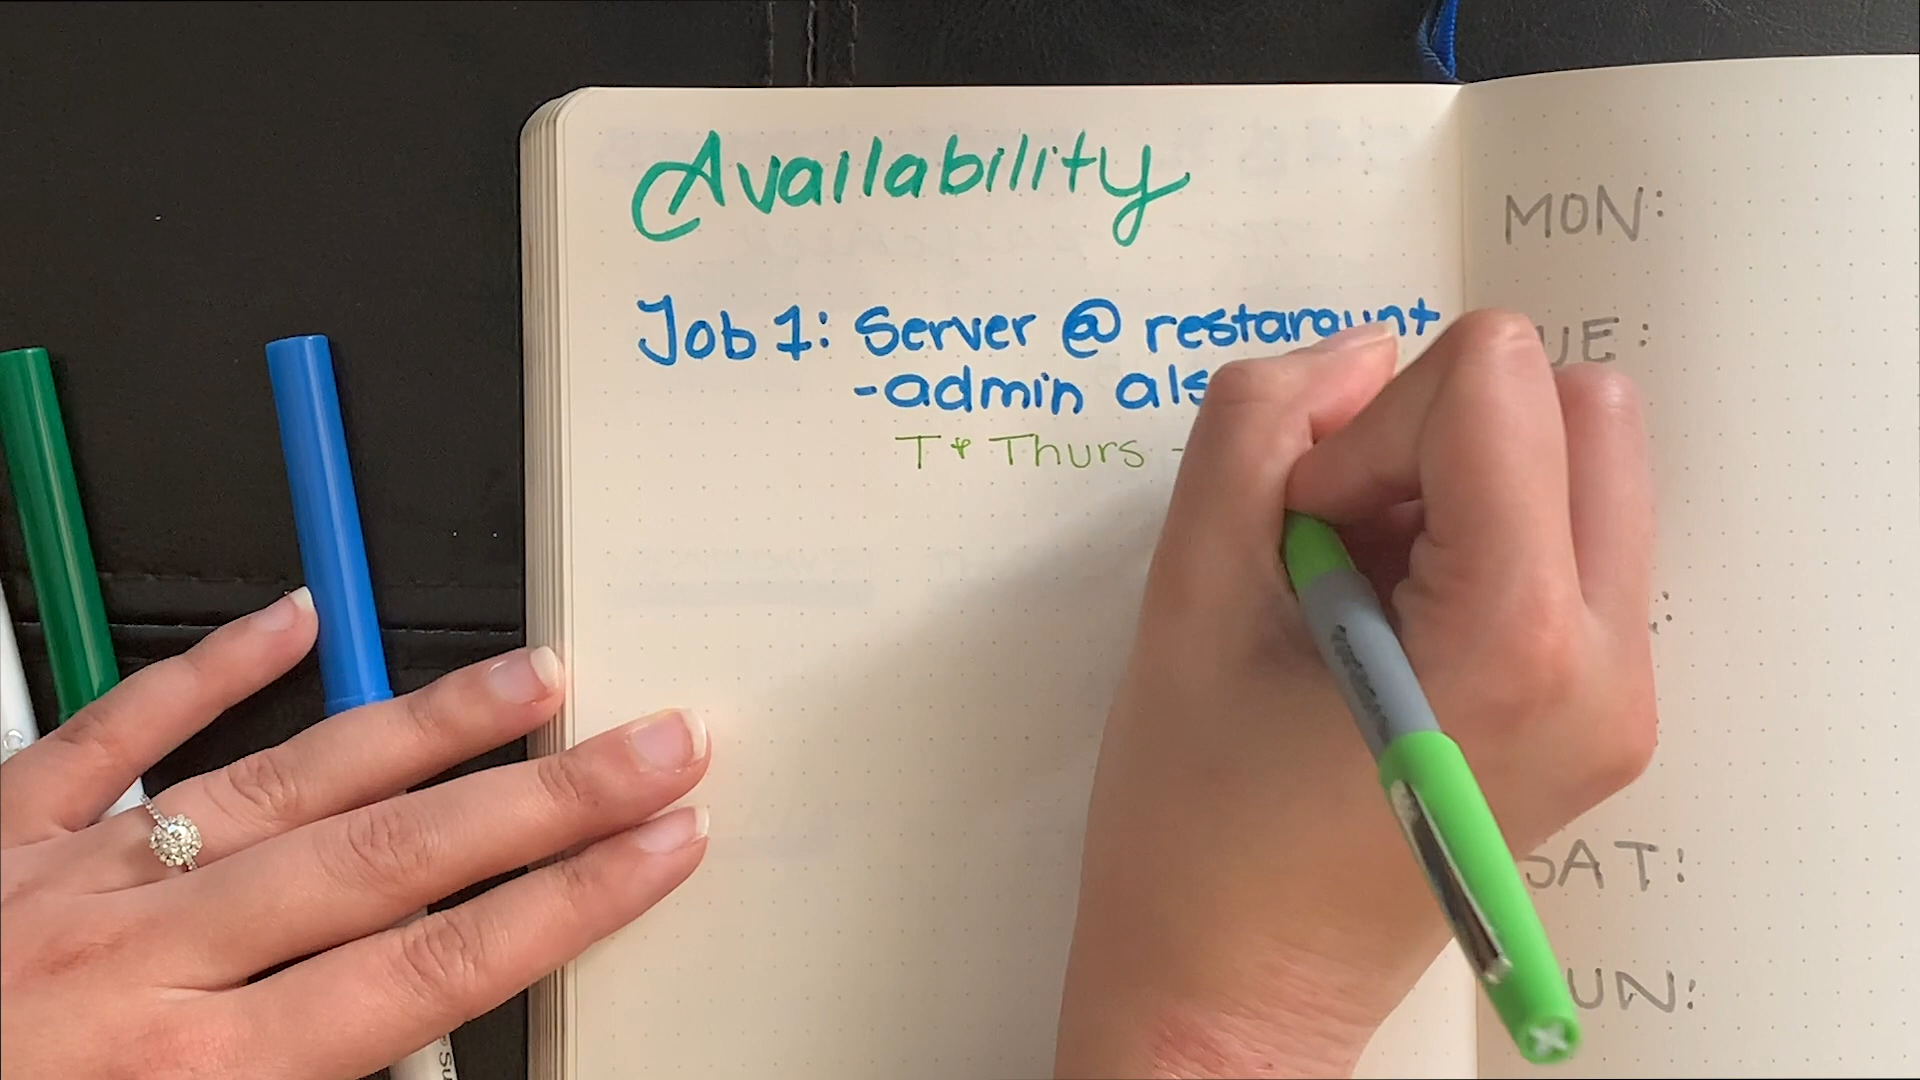 Availability
Job 1: Server @ restaraunt
-admin als
T & Thurs -
MON:
UE:
SAT:
UN: